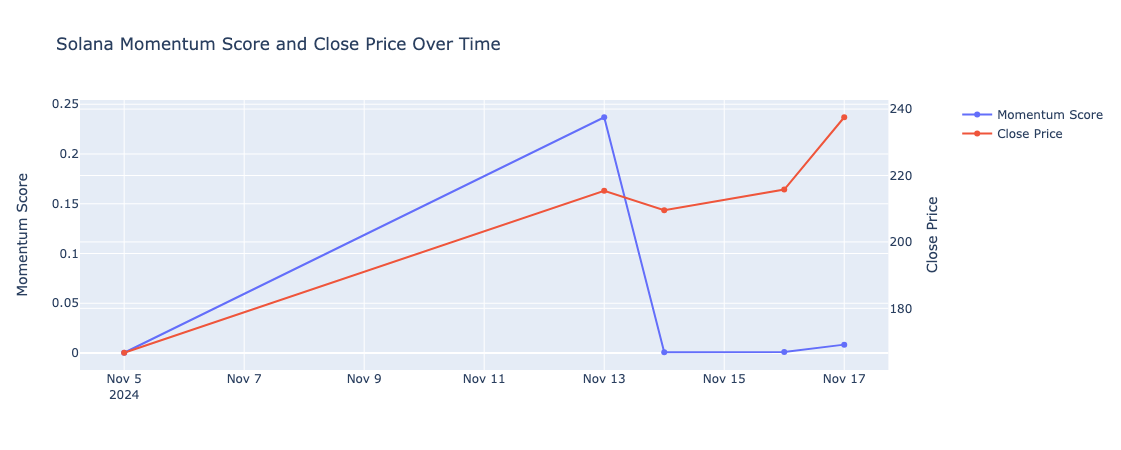 Solana Momentum Score and Close Price Over Time
Momentum Score
0.25
0.2
0.15
0.1
0.05
0
Nov 5
2024
Nov 7
Nov 9
Nov 11
Nov 13
Nov 15
Nov 17
240
220
200
180
Close Price
Momentum Score
Close Price